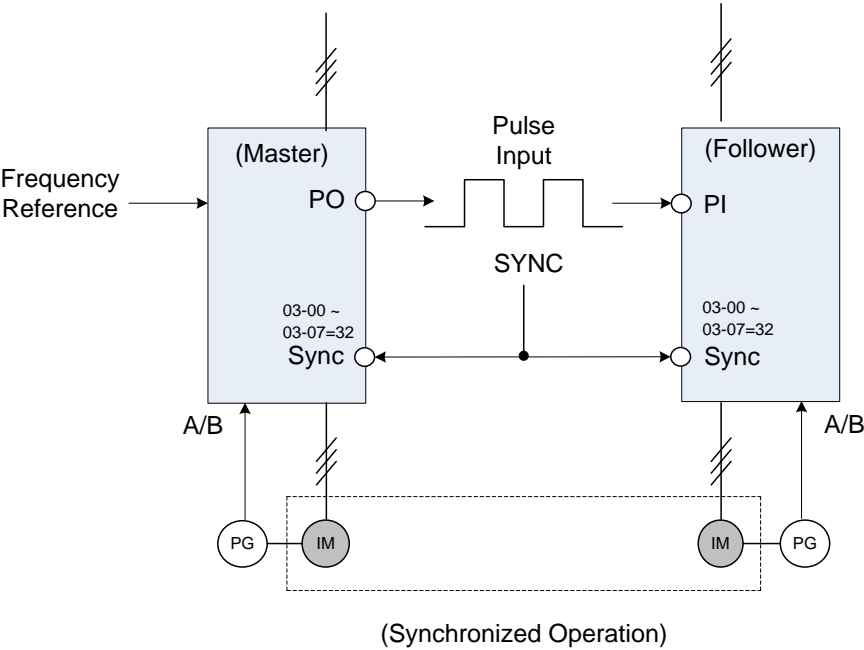 Pulse
Input
(Master)
(Follower)
Frequency
Reference
PO
PI
SYNC
03-00 ~
03-07=32
Sync
03-00 ~
03-07=32
Sync
A/B
A/B
PG
IM
IM
PG
(Synchronized Operation)